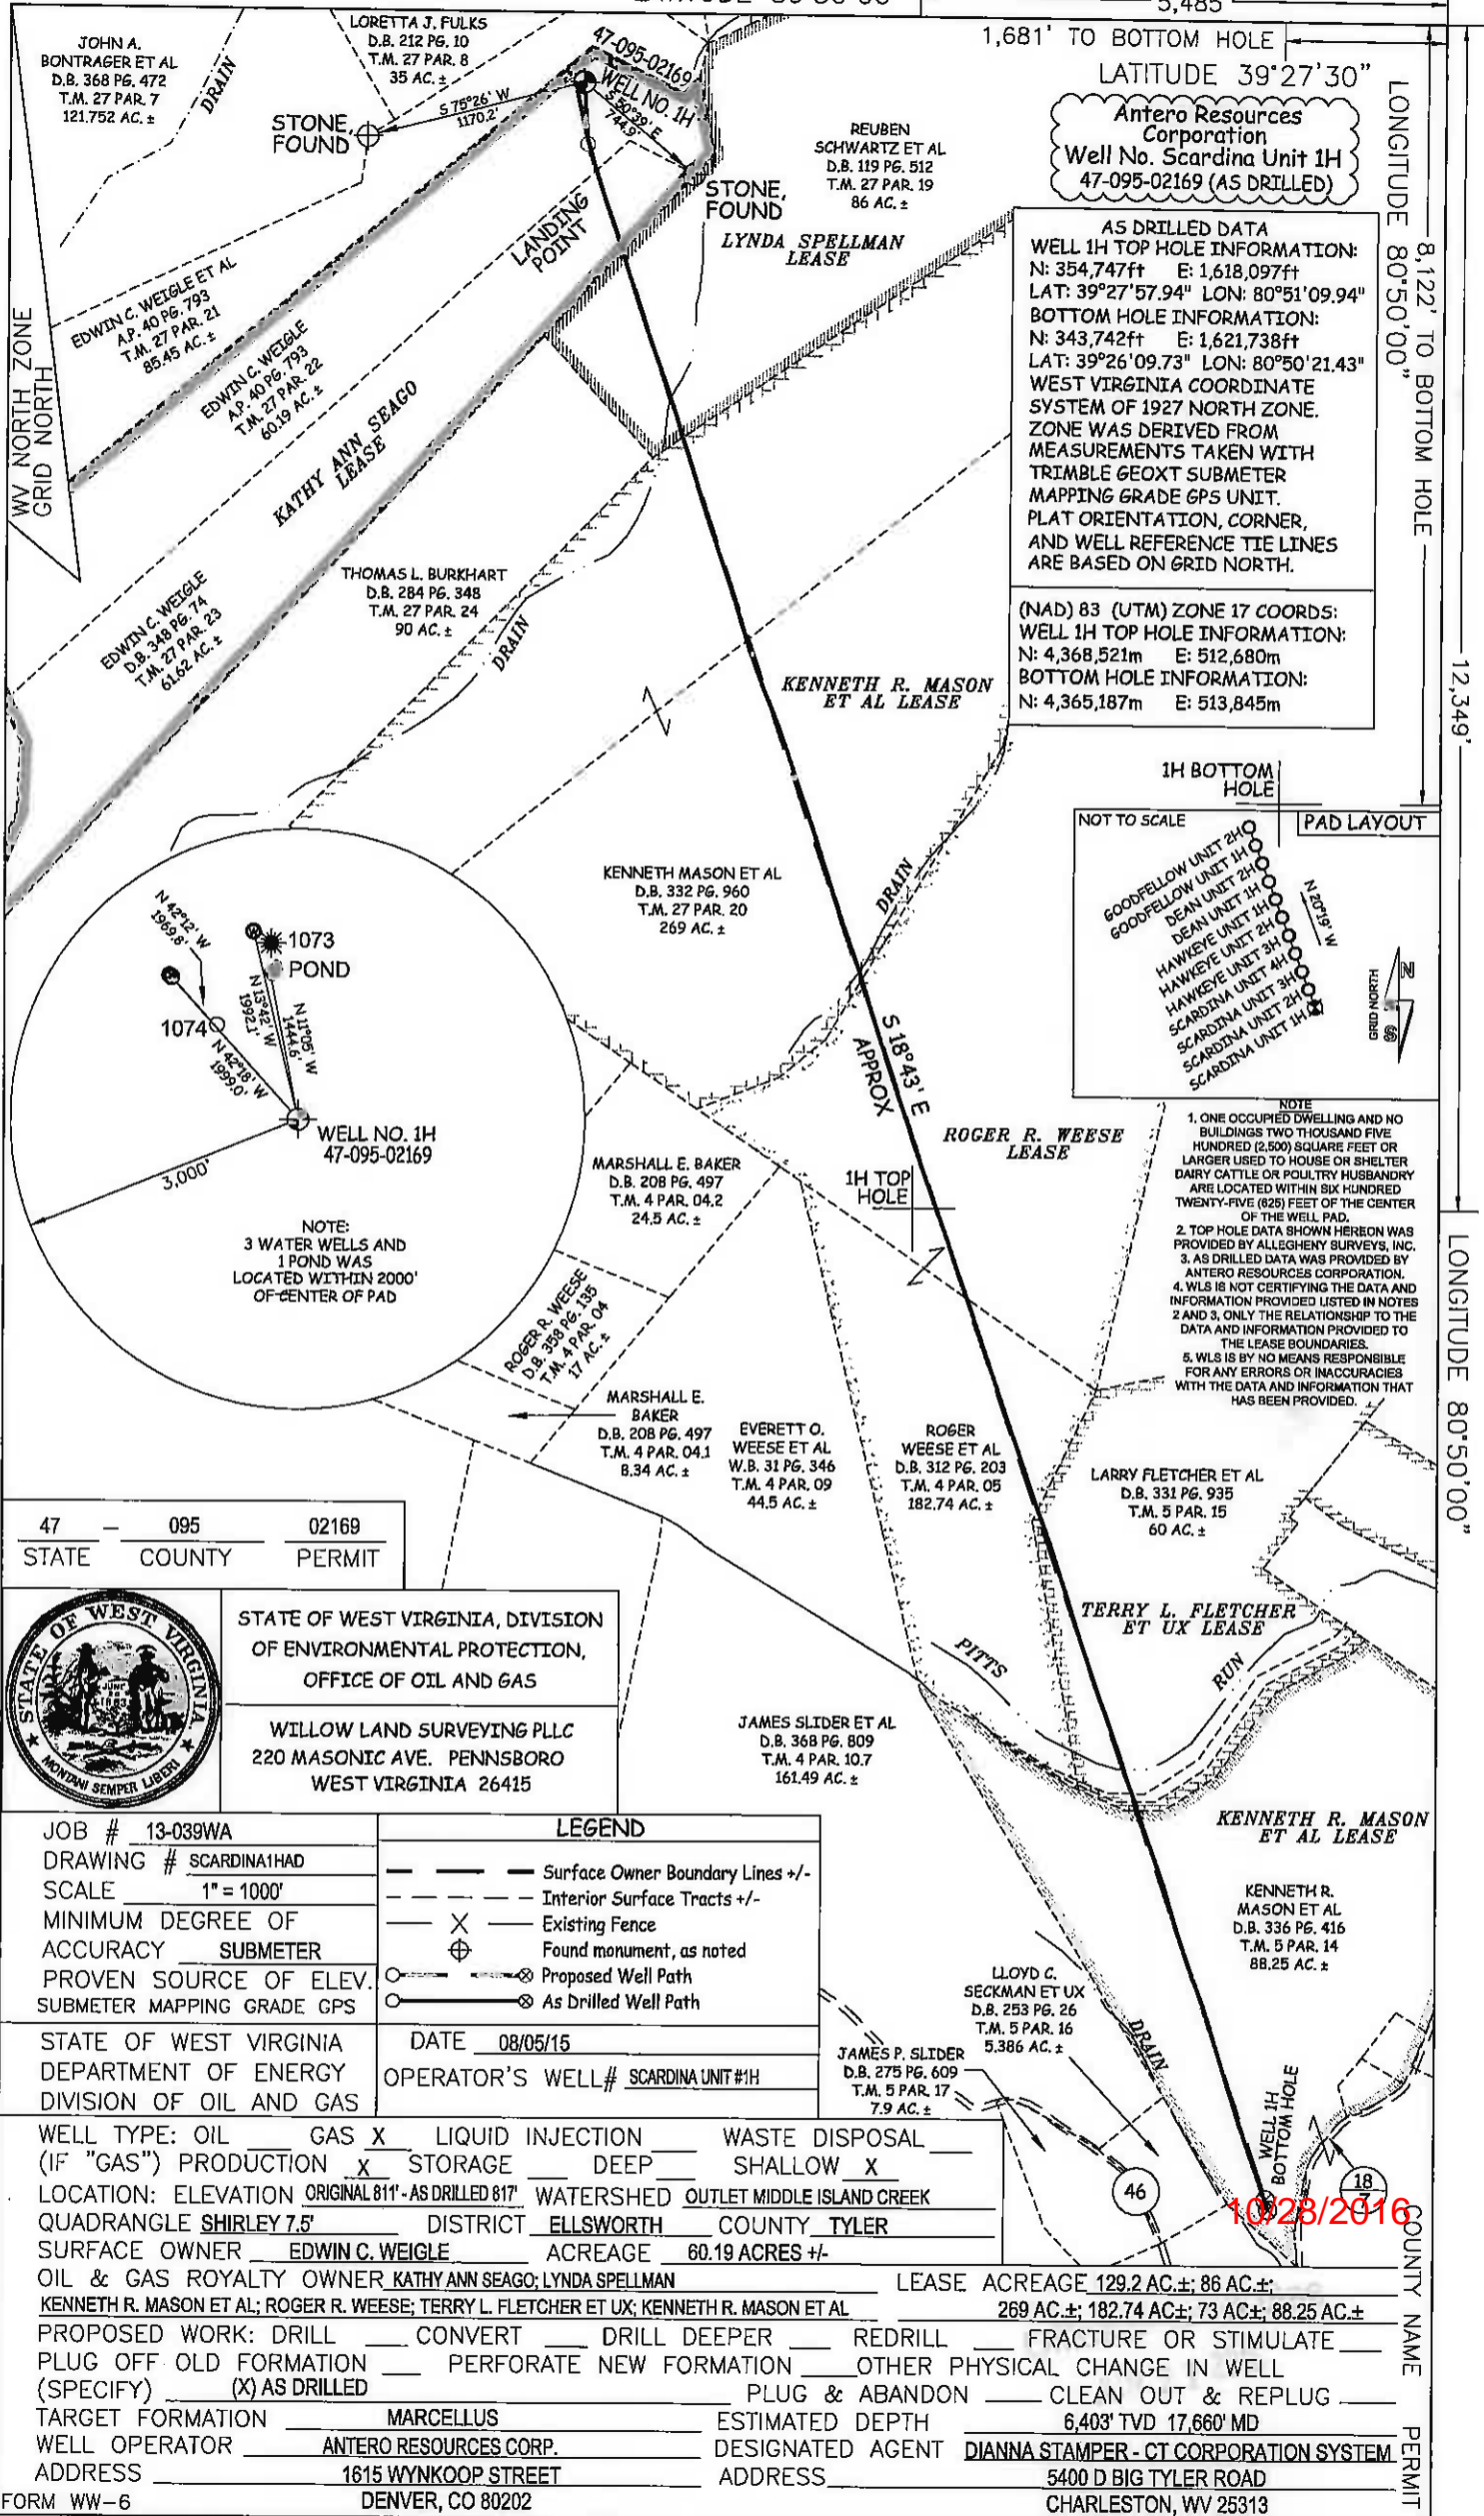 5,485
1,681' TO BOTTOM HOLE
LATITUDE 39°27'30"
LONGITUDE 80°50'00"
8,122' TO BOTTOM HOLE
12,349'
LONGITUDE 80°50'00"
Antero Resources
Corporation
Well No. Scardina Unit 1H
47-095-02169 (AS DRILLED)
JOHN A.
BONTRAGER ET AL
D.B. 368 PG. 472
T.M. 27 PAR. 7
121.752 AC. ±
DRAIN
LORETTA J. FULKS
D.B. 212 PG. 10
T.M. 27 PAR. 8
35 AC. ±
47-095-02169
WELL NO. 1H
S 75°26' W
1170.2'
S 50°39' E
744.9'
STONE,
FOUND
STONE,
FOUND
REUBEN
SCHWARTZ ET AL
D.B. 119 PG. 512
T.M. 27 PAR. 19
86 AC. ±
LYNDA SPELLMAN
LEASE
LANDING
POINT
WV NORTH ZONE
GRID NORTH
EDWIN C. WEIGLE ET AL
A.P. 40 PG. 793
T.M. 27 PAR. 21
85.45 AC. ±
EDWIN C. WEIGLE
A.P. 40 PG. 793
T.M. 27 PAR. 22
60.19 AC. ±
KATHY ANN SEAGO
LEASE
EDWIN C. WEIGLE
D.B. 348 PG. 74
T.M. 27 PAR. 23
61.62 AC. ±
THOMAS L. BURKHART
D.B. 284 PG. 348
T.M. 27 PAR. 24
90 AC. ±
DRAIN
AS DRILLED DATA
WELL 1H TOP HOLE INFORMATION:
N: 354,747ft E: 1,618,097ft
LAT: 39°27'57.94" LON: 80°51'09.94"
BOTTOM HOLE INFORMATION:
N: 343,742ft E: 1,621,738ft
LAT: 39°26'09.73" LON: 80°50'21.43"
WEST VIRGINIA COORDINATE
SYSTEM OF 1927 NORTH ZONE.
ZONE WAS DERIVED FROM
MEASUREMENTS TAKEN WITH
TRIMBLE GEOXT SUBMETER
MAPPING GRADE GPS UNIT.
PLAT ORIENTATION, CORNER,
AND WELL REFERENCE TIE LINES
ARE BASED ON GRID NORTH.
(NAD) 83 (UTM) ZONE 17 COORDS:
WELL 1H TOP HOLE INFORMATION:
N: 4,368,521m E: 512,680m
BOTTOM HOLE INFORMATION:
N: 4,365,187m E: 513,845m
KENNETH R. MASON
ET AL LEASE
1H BOTTOM
HOLE
NOT TO SCALE
PAD LAYOUT
GOODFELLOW UNIT 2H
GOODFELLOW UNIT 1H
DEAN UNIT 2H
DEAN UNIT 1H
HAWKEYE UNIT 1H
HAWKEYE UNIT 2H
HAWKEYE UNIT 3H
SCARDINA UNIT 4H
SCARDINA UNIT 3H
SCARDINA UNIT 2H
SCARDINA UNIT 1H
N 20°19' W
GRID NORTH
N
S
KENNETH MASON ET AL
D.B. 332 PG. 960
T.M. 27 PAR. 20
269 AC. ±
DRAIN
N 42°12' W
1969.8'
1073
POND
N 13°42' W
1992.1'
N 11°05' W
1444.6'
1074
N 42°18' W
1999.0'
WELL NO. 1H
47-095-02169
3,000'
NOTE:
3 WATER WELLS AND
1 POND WAS
LOCATED WITHIN 2000'
OF CENTER OF PAD
S 18°43' E
APPROX
ROGER R. WEESE
LEASE
1H TOP
HOLE
NOTE
1. ONE OCCUPIED DWELLING AND NO
BUILDINGS TWO THOUSAND FIVE
HUNDRED (2,500) SQUARE FEET OR
LARGER USED TO HOUSE OR SHELTER
DAIRY CATTLE OR POULTRY HUSBANDRY
ARE LOCATED WITHIN SIX HUNDRED
TWENTY-FIVE (625) FEET OF THE CENTER
OF THE WELL PAD.
2. TOP HOLE DATA SHOWN HEREON WAS
PROVIDED BY ALLEGHENY SURVEYS, INC.
3. AS DRILLED DATA WAS PROVIDED BY
ANTERO RESOURCES CORPORATION.
4. WLS IS NOT CERTIFYING THE DATA AND
INFORMATION PROVIDED LISTED IN NOTES
2 AND 3, ONLY THE RELATIONSHIP TO THE
DATA AND INFORMATION PROVIDED TO
THE LEASE BOUNDARIES.
5. WLS IS BY NO MEANS RESPONSIBLE
FOR ANY ERRORS OR INACCURACIES
WITH THE DATA AND INFORMATION THAT
HAS BEEN PROVIDED.
MARSHALL E. BAKER
D.B. 208 PG. 497
T.M. 4 PAR. 04.2
24.5 AC. ±
ROGER R. WEESE
D.B. 358 PG. 135
T.M. 4 PAR. 04
17 AC. ±
MARSHALL E.
BAKER
D.B. 208 PG. 497
T.M. 4 PAR. 04.1
8.34 AC. ±
EVERETT O.
WEESE ET AL
W.B. 31 PG. 346
T.M. 4 PAR. 09
44.5 AC. ±
ROGER
WEESE ET AL
D.B. 312 PG. 203
T.M. 4 PAR. 05
182.74 AC. ±
LARRY FLETCHER ET AL
D.B. 331 PG. 935
T.M. 5 PAR. 15
60 AC. ±
TERRY L. FLETCHER
ET UX LEASE
PITTS
RUN
JAMES SLIDER ET AL
D.B. 368 PG. 809
T.M. 4 PAR. 10.7
161.49 AC. ±
KENNETH R. MASON
ET AL LEASE
KENNETH R.
MASON ET AL
D.B. 336 PG. 416
T.M. 5 PAR. 14
88.25 AC. ±
LLOYD C.
SECKMAN ET UX
D.B. 253 PG. 26
T.M. 5 PAR. 16
5.386 AC. ±
JAMES P. SLIDER
D.B. 275 PG. 609
T.M. 5 PAR. 17
7.9 AC. ±
DRAIN
WELL 1H
BOTTOM HOLE
46
18
7
10/28/2016
47 - 095 02169
STATE COUNTY PERMIT
STATE OF WEST VIRGINIA
MONTANI SEMPER LIBERI
STATE OF WEST VIRGINIA, DIVISION
OF ENVIRONMENTAL PROTECTION,
OFFICE OF OIL AND GAS
WILLOW LAND SURVEYING PLLC
220 MASONIC AVE. PENNSBORO
WEST VIRGINIA 26415
JOB # 13-039WA
DRAWING # SCARDINA1HAD
SCALE 1" = 1000'
MINIMUM DEGREE OF
ACCURACY SUBMETER
PROVEN SOURCE OF ELEV.
SUBMETER MAPPING GRADE GPS
LEGEND
Surface Owner Boundary Lines +/-
Interior Surface Tracts +/-
X Existing Fence
Found monument, as noted
Proposed Well Path
As Drilled Well Path
STATE OF WEST VIRGINIA
DEPARTMENT OF ENERGY
DIVISION OF OIL AND GAS
DATE 08/05/15
OPERATOR'S WELL# SCARDINA UNIT #1H
WELL TYPE: OIL GAS X LIQUID INJECTION WASTE DISPOSAL
(IF "GAS") PRODUCTION X STORAGE DEEP SHALLOW X
LOCATION: ELEVATION ORIGINAL 811' - AS DRILLED 817' WATERSHED OUTLET MIDDLE ISLAND CREEK
QUADRANGLE SHIRLEY 7.5' DISTRICT ELLSWORTH COUNTY TYLER
SURFACE OWNER EDWIN C. WEIGLE ACREAGE 60.19 ACRES +/-
OIL & GAS ROYALTY OWNER KATHY ANN SEAGO; LYNDA SPELLMAN LEASE ACREAGE 129.2 AC.±; 86 AC.±;
KENNETH R. MASON ET AL; ROGER R. WEESE; TERRY L. FLETCHER ET UX; KENNETH R. MASON ET AL 269 AC.±; 182.74 AC±; 73 AC±; 88.25 AC.±
PROPOSED WORK: DRILL CONVERT DRILL DEEPER REDRILL FRACTURE OR STIMULATE
PLUG OFF OLD FORMATION PERFORATE NEW FORMATION OTHER PHYSICAL CHANGE IN WELL
(SPECIFY) (X) AS DRILLED PLUG & ABANDON CLEAN OUT & REPLUG
TARGET FORMATION MARCELLUS ESTIMATED DEPTH 6,403' TVD 17,660' MD
WELL OPERATOR ANTERO RESOURCES CORP. DESIGNATED AGENT DIANNA STAMPER - CT CORPORATION SYSTEM
ADDRESS 1615 WYNKOOP STREET ADDRESS 5400 D BIG TYLER ROAD
FORM WW-6 DENVER, CO 80202 CHARLESTON, WV 25313
COUNTY NAME
PERMIT